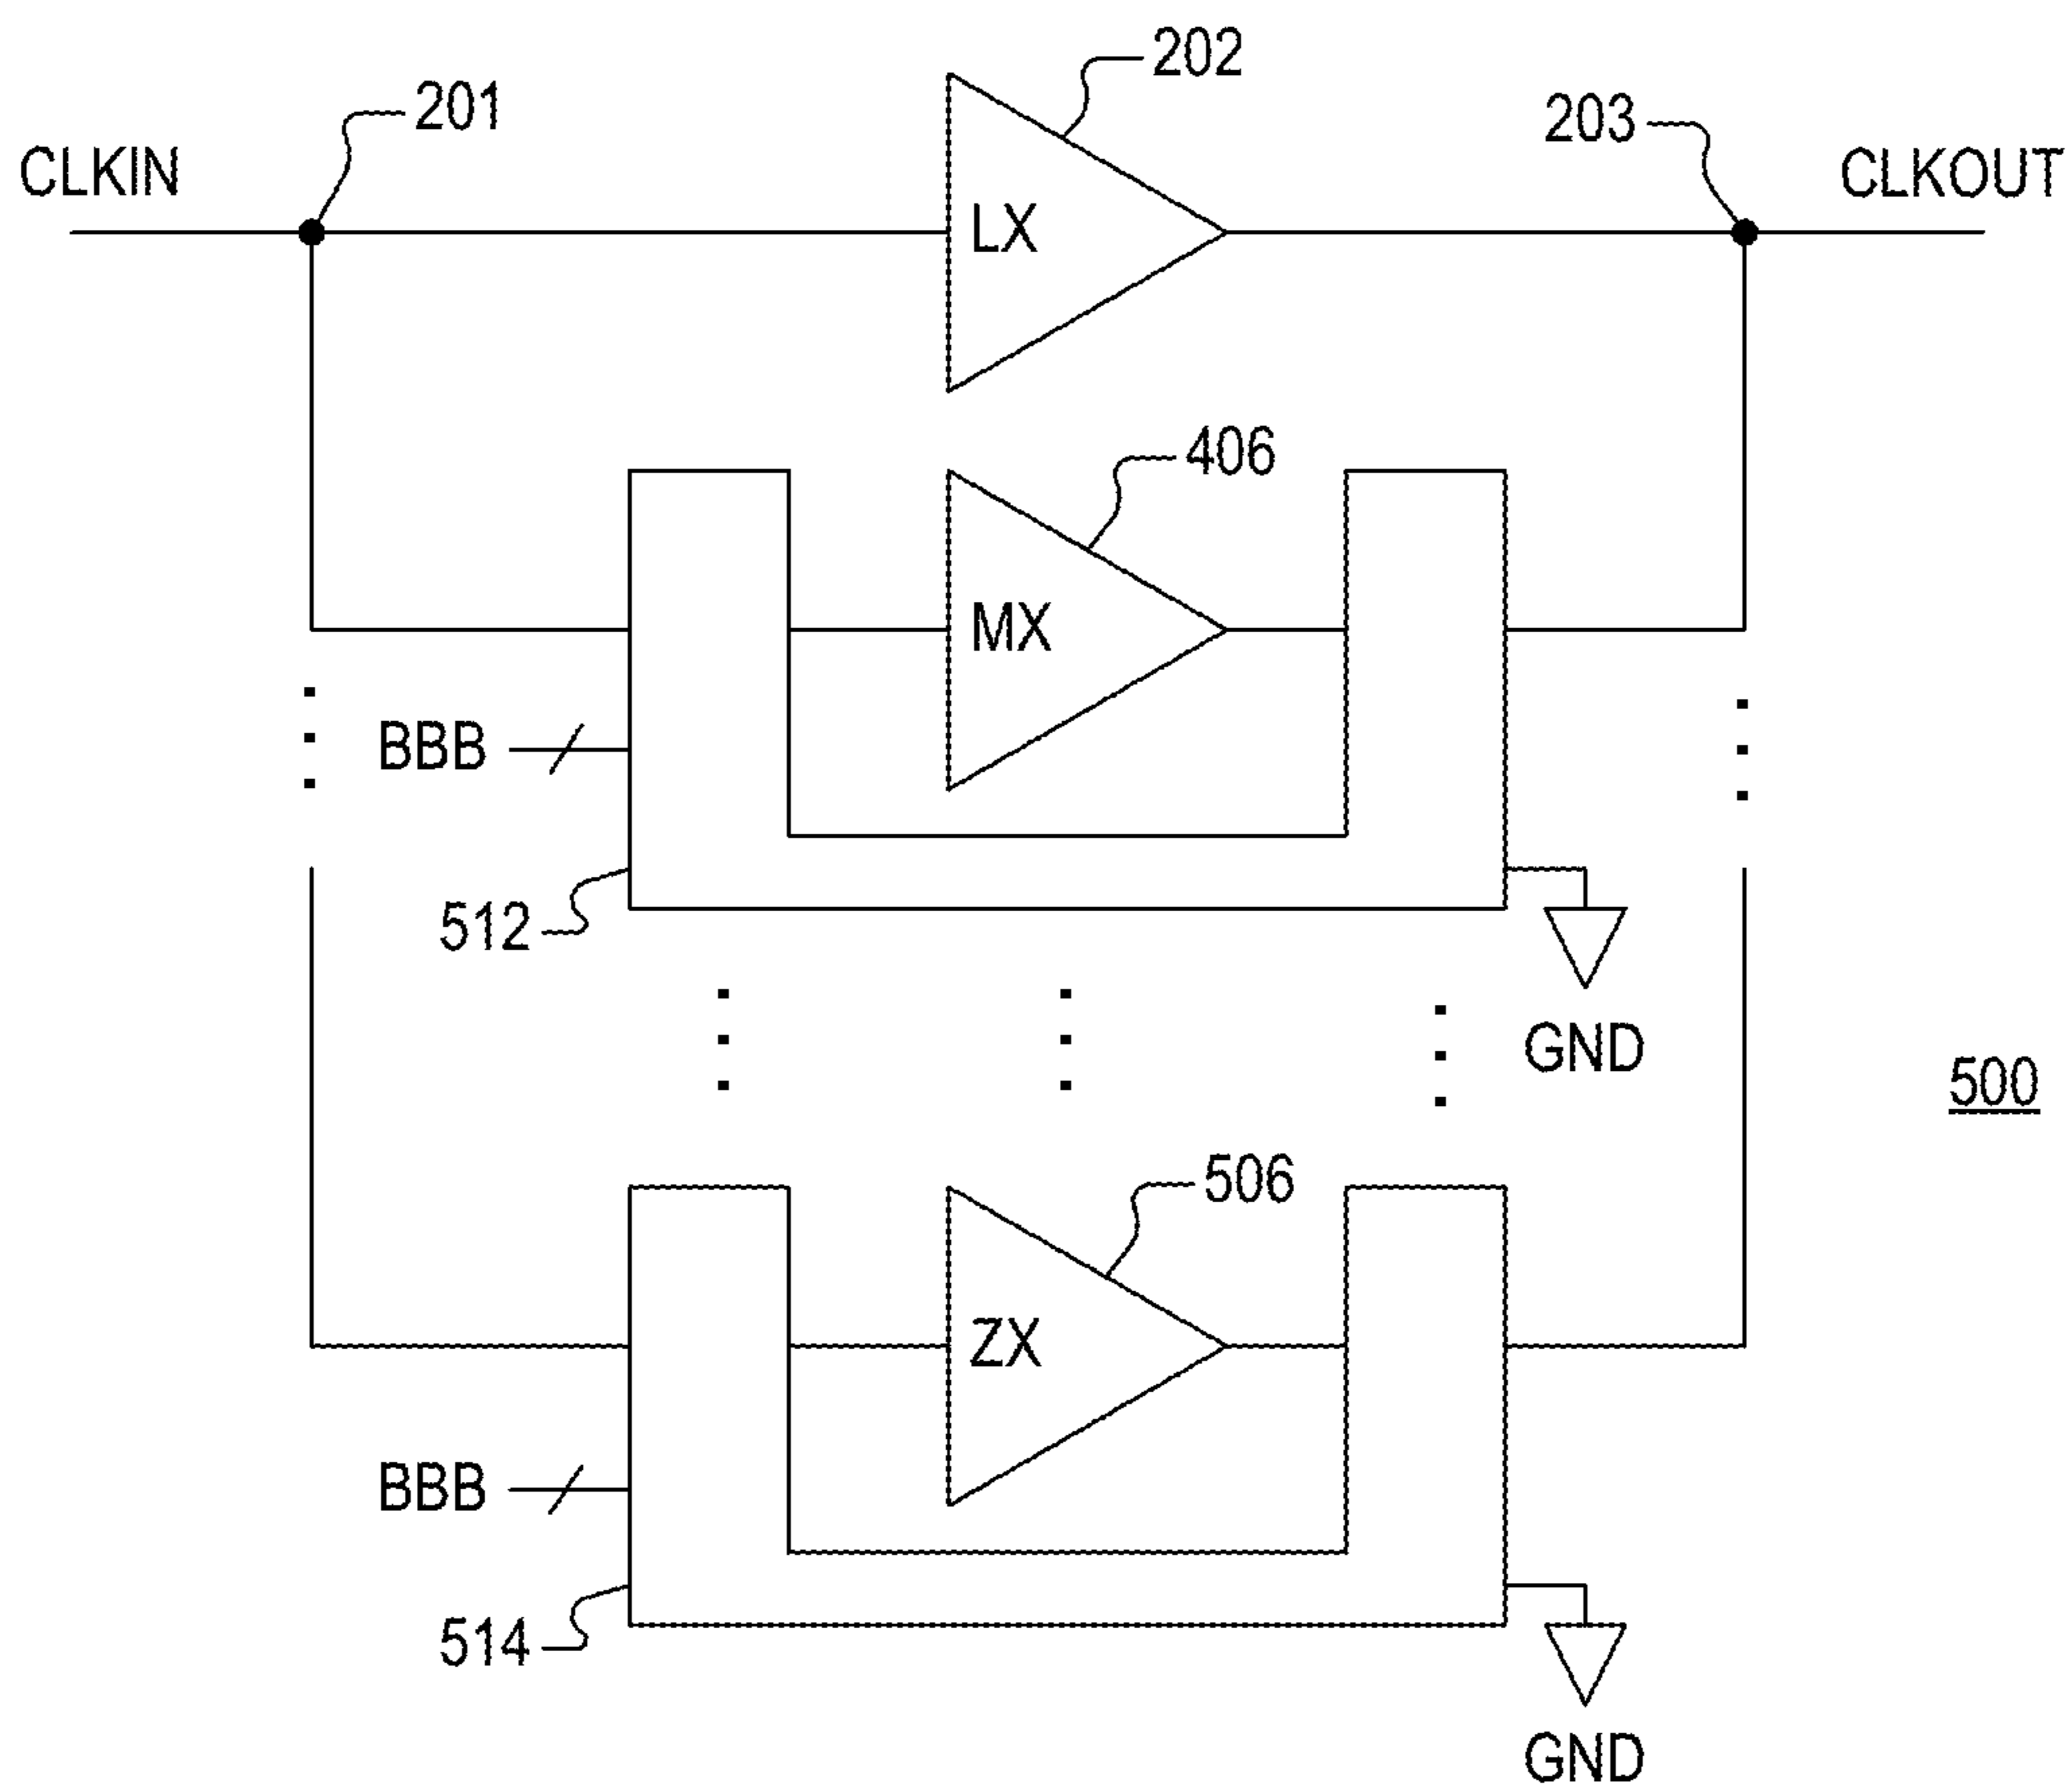 202
201
203
CLKIN
CLKOUT
LX
406
MX
BBB
512
GND
500
506
ZX
BBB
514
GND